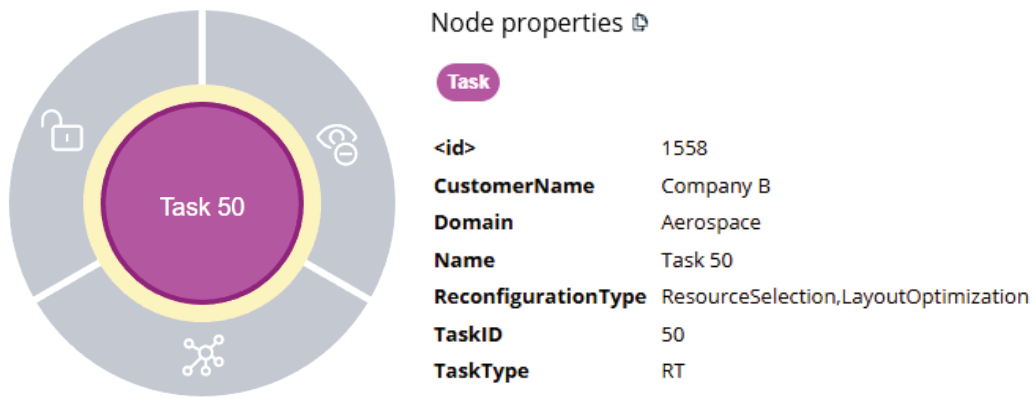 Task 50
Node properties
Task
<id> 1558
CustomerName Company B
Domain Aerospace
Name Task 50
ReconfigurationType ResourceSelection,LayoutOptimization
TaskID 50
TaskType RT